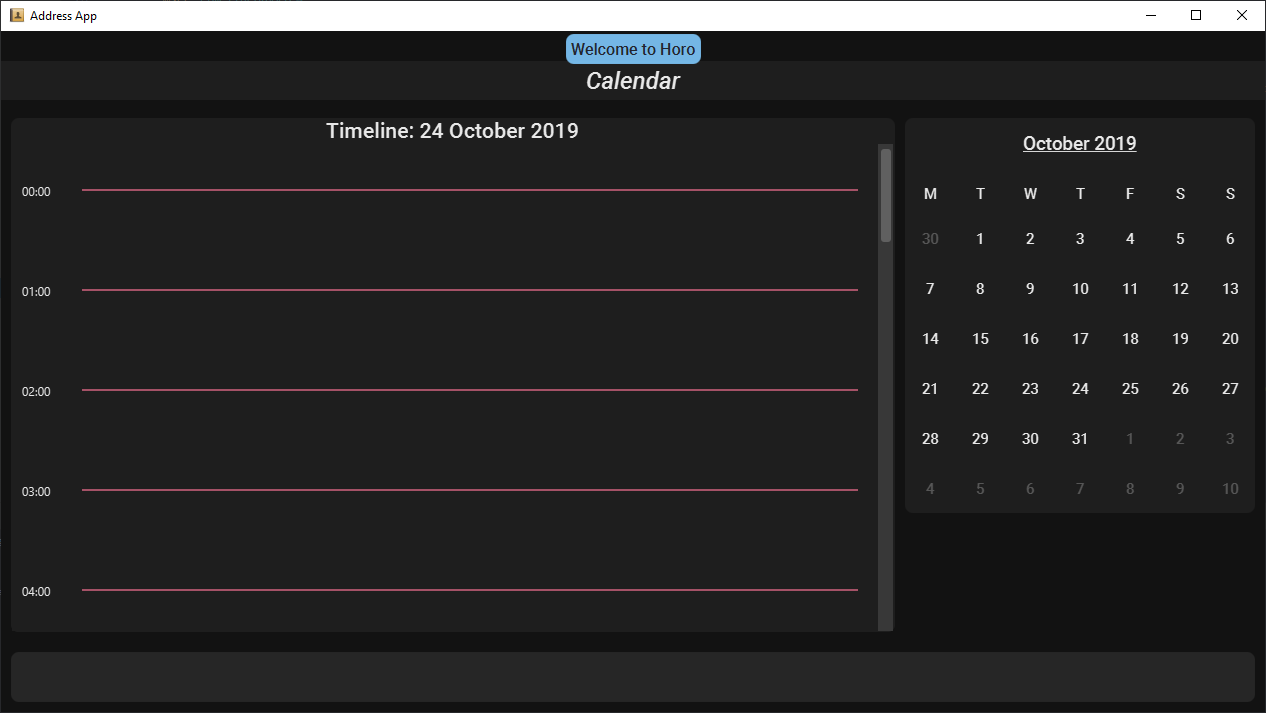 Address App
Welcome to Horo
Calendar
Timeline: 24 October 2019
00:00
01:00
02:00
03:00
04:00
October 2019
M T W T F S S
30 1 2 3 4 5 6
7 8 9 10 11 12 13
14 15 16 17 18 19 20
21 22 23 24 25 26 27
28 29 30 31 1 2 3
4 5 6 7 8 9 10